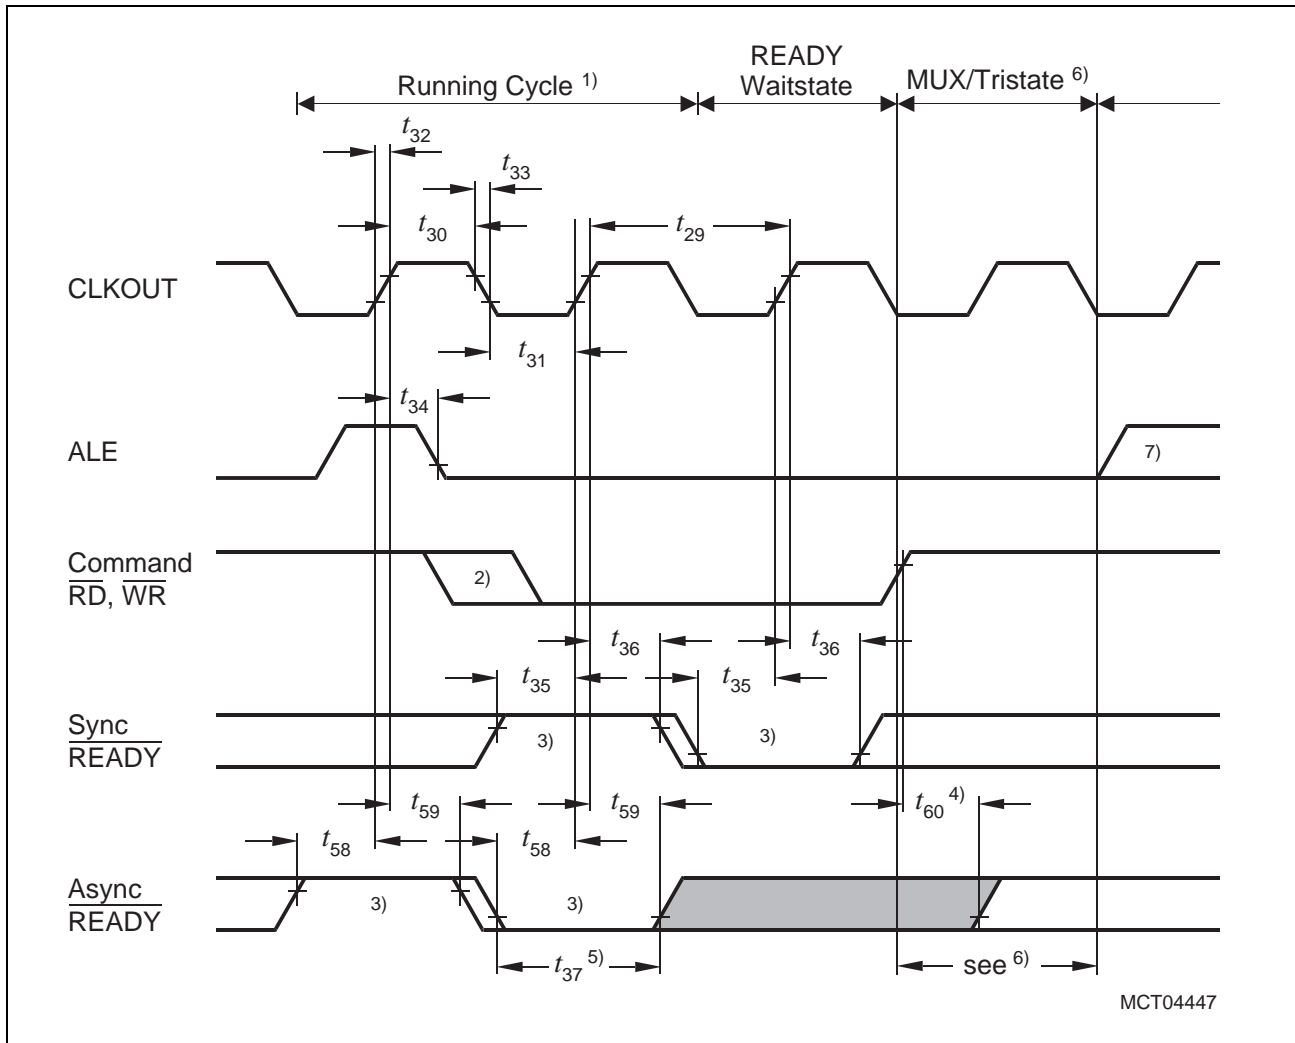 READY
Running Cycle 1) Waitstate MUX/Tristate 6)
t32
t33
t30 t29
CLKOUT
t31
t34
ALE 7)
Command
RD, WR 2)
t36 t36
t35 t35
Sync
READY 3) 3)
t59 t59 t60 4)
t58 t58
Async
READY 3) 3)
t37 5) see 6)
MCT04447